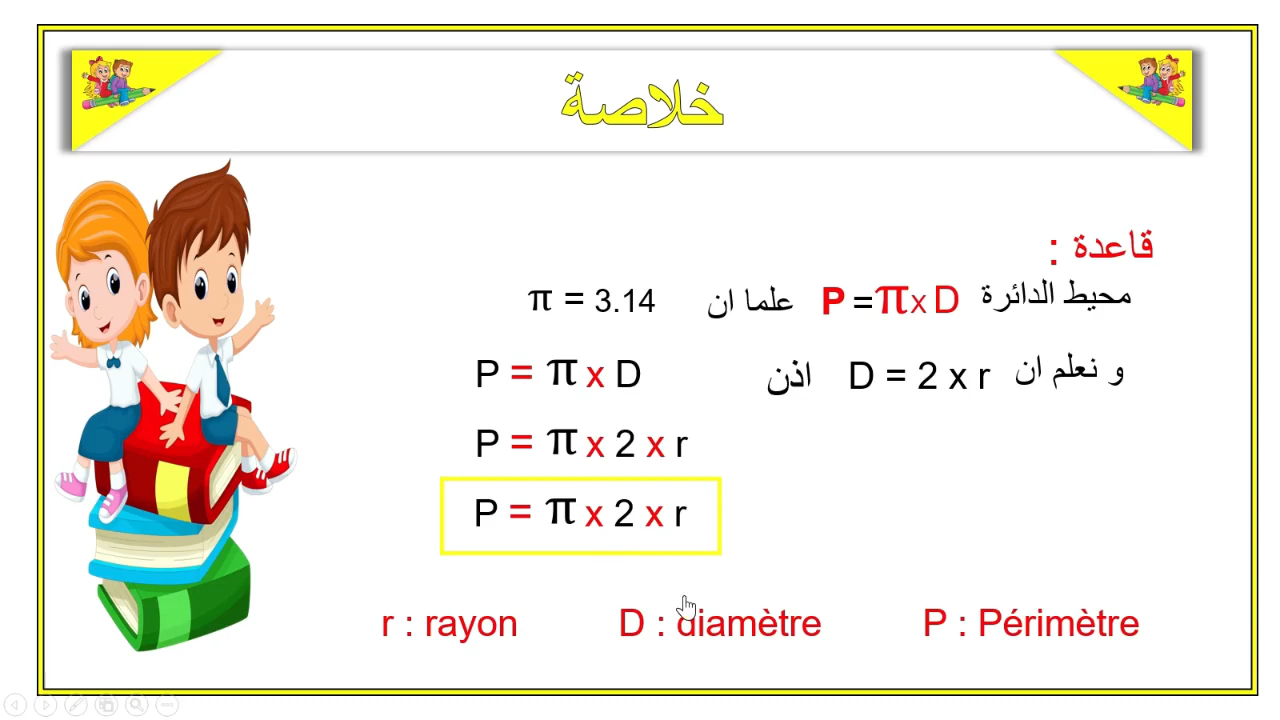 خلاصة
قاعدة :
محيط الدائرة P =π x D علما ان π = 3.14
و نعلم ان D = 2 x r اذن P = π x D
P = π x 2 x r
P = π x 2 x r
r : rayon D : diamètre P : Périmètre